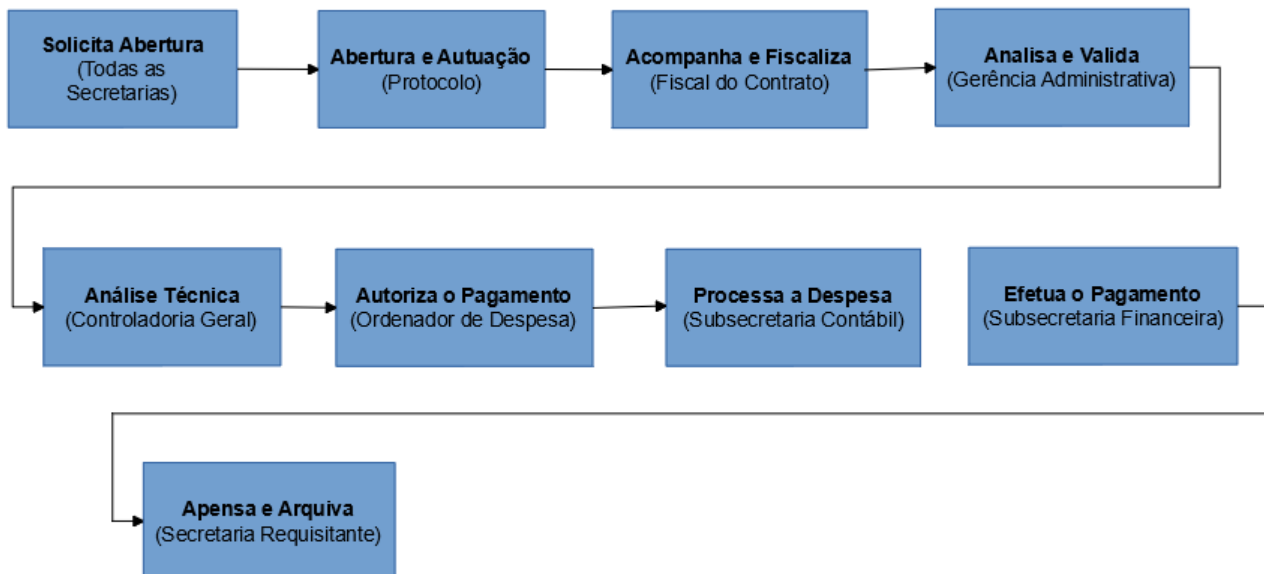 Solicita Abertura
(Todas as
Secretarias)
Abertura e Autuação
(Protocolo)
Acompanha e Fiscaliza
(Fiscal do Contrato)
Analisa e Valida
(Gerência Administrativa)
Análise Técnica
(Controladoria Geral)
Autoriza o Pagamento
(Ordenador de Despesa)
Processa a Despesa
(Subsecretaria Contábil)
Efetua o Pagamento
(Subsecretaria Financeira)
Apensa e Arquiva
(Secretaria Requisitante)